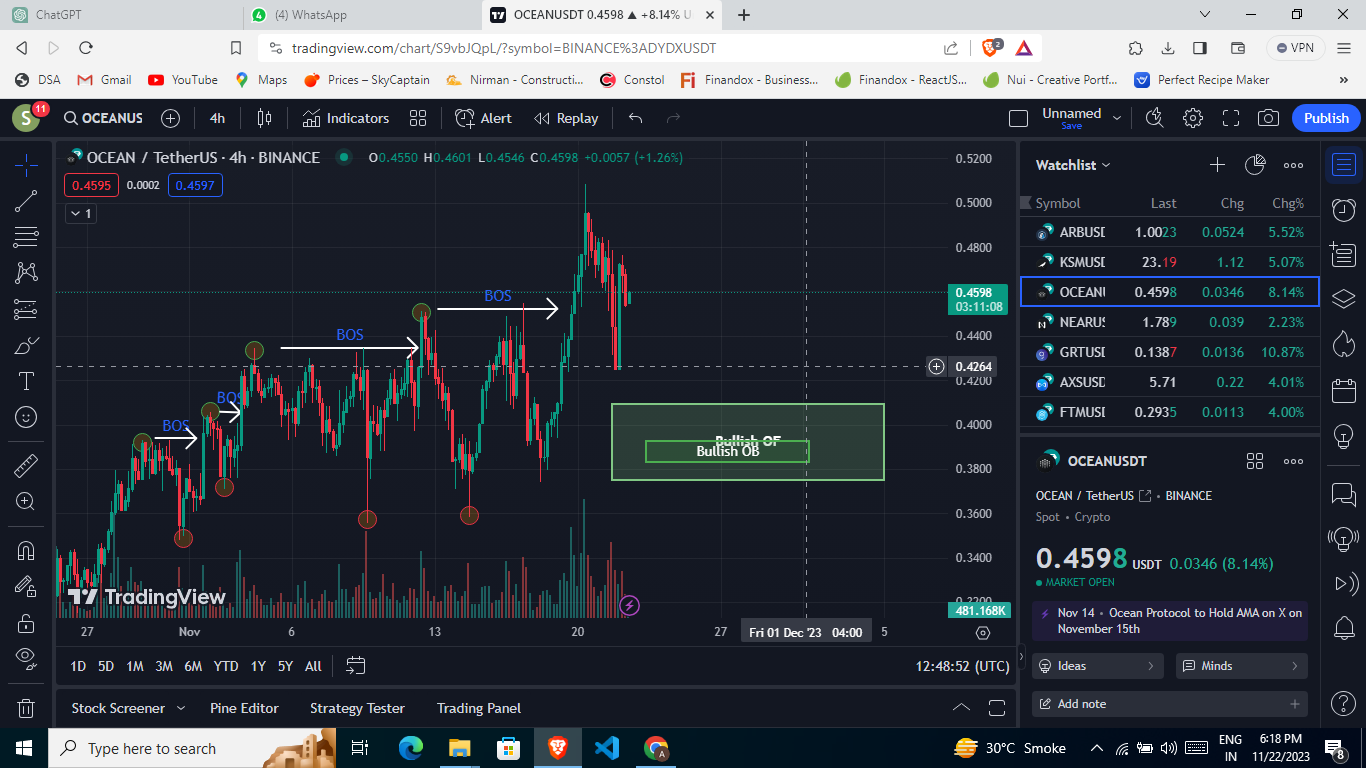 ChatGPT
(4) WhatsApp
OCEANUSDT 0.4598 ▲ +8.14% U
tradingview.com/chart/S9vbJQpL/?symbol=BINANCE%3ADYDXUSDT
2
VPN
DSA
Gmail
YouTube
Maps
Prices – SkyCaptain
Nirman - Constructi...
Constol
Finandox - Business...
Finandox - ReactJS...
Nui - Creative Portf...
Perfect Recipe Maker
»
S
11
OCEANUS
4h
Indicators
Alert
Replay
Unnamed
Save
Publish
OCEAN / TetherUS · 4h · BINANCE
O0.4550 H0.4601 L0.4546 C0.4598 +0.0057 (+1.26%)
0.4595
0.0002
0.4597
1
BOS
BOS
BOS
BOS
Bullish OF
Bullish OB
TradingView
0.5200
0.5000
0.4800
0.4598
03:11:08
0.4400
0.4264
0.4200
0.4000
0.3800
0.3600
0.3400
0.3200
481.168K
27
Nov
6
13
20
27
Fri 01 Dec '23 04:00
5
1D 5D 1M 3M 6M YTD 1Y 5Y All
12:48:52 (UTC)
Stock Screener
Pine Editor
Strategy Tester
Trading Panel
Watchlist
Symbol Last Chg Chg%
ARBUSD 1.0023 0.0524 5.52%
KSMUSD 23.19 1.12 5.07%
OCEANU 0.4598 0.0346 8.14%
NEARUS 1.789 0.039 2.23%
GRTUSD 0.1387 0.0136 10.87%
AXSUSD 5.71 0.22 4.01%
FTMUSD 0.2935 0.0113 4.00%
OCEANUSDT
OCEAN / TetherUS • BINANCE
Spot • Crypto
0.4598 USDT 0.0346 (8.14%)
MARKET OPEN
Nov 14 • Ocean Protocol to Hold AMA on X on
November 15th
Ideas
Minds
Add note
Type here to search
A
30°C Smoke
ENG
IN
6:18 PM
11/22/2023
8